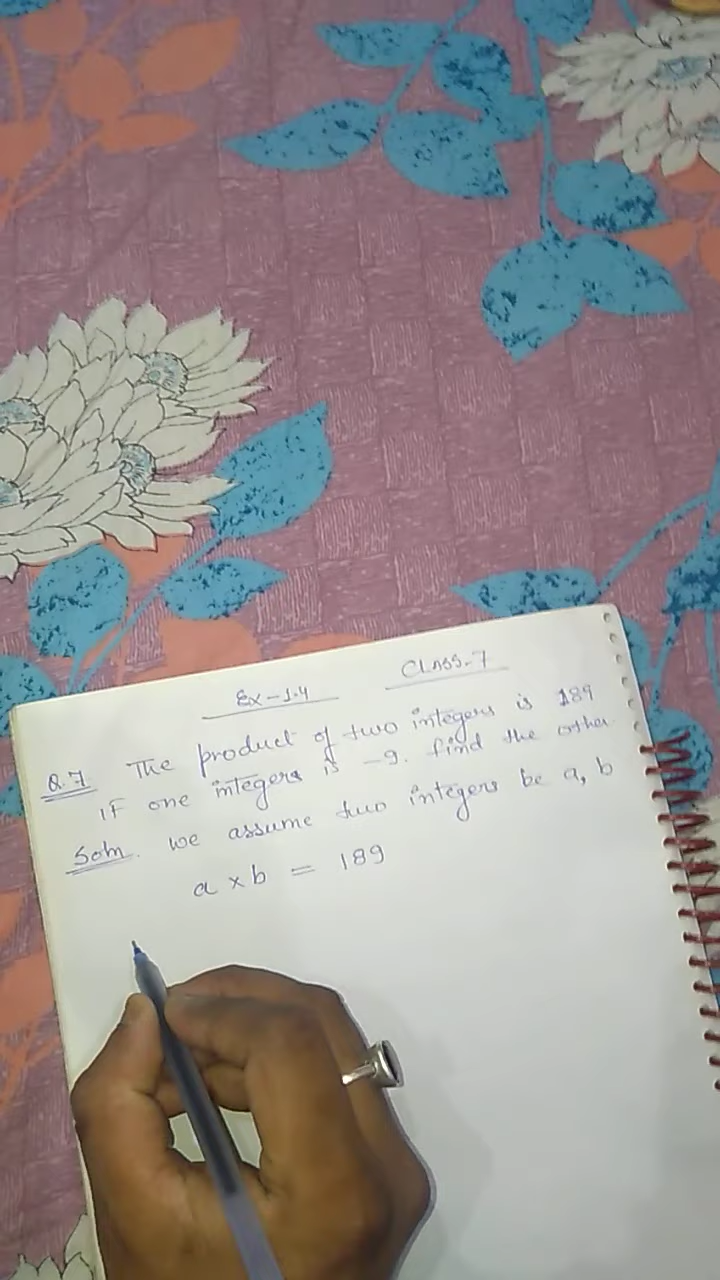 Ex-1.4 CLASS-7
Q.7 The product of two integers is 189
If one integers is -9. find the other
Soln. we assume two integers be a, b
a × b = 189